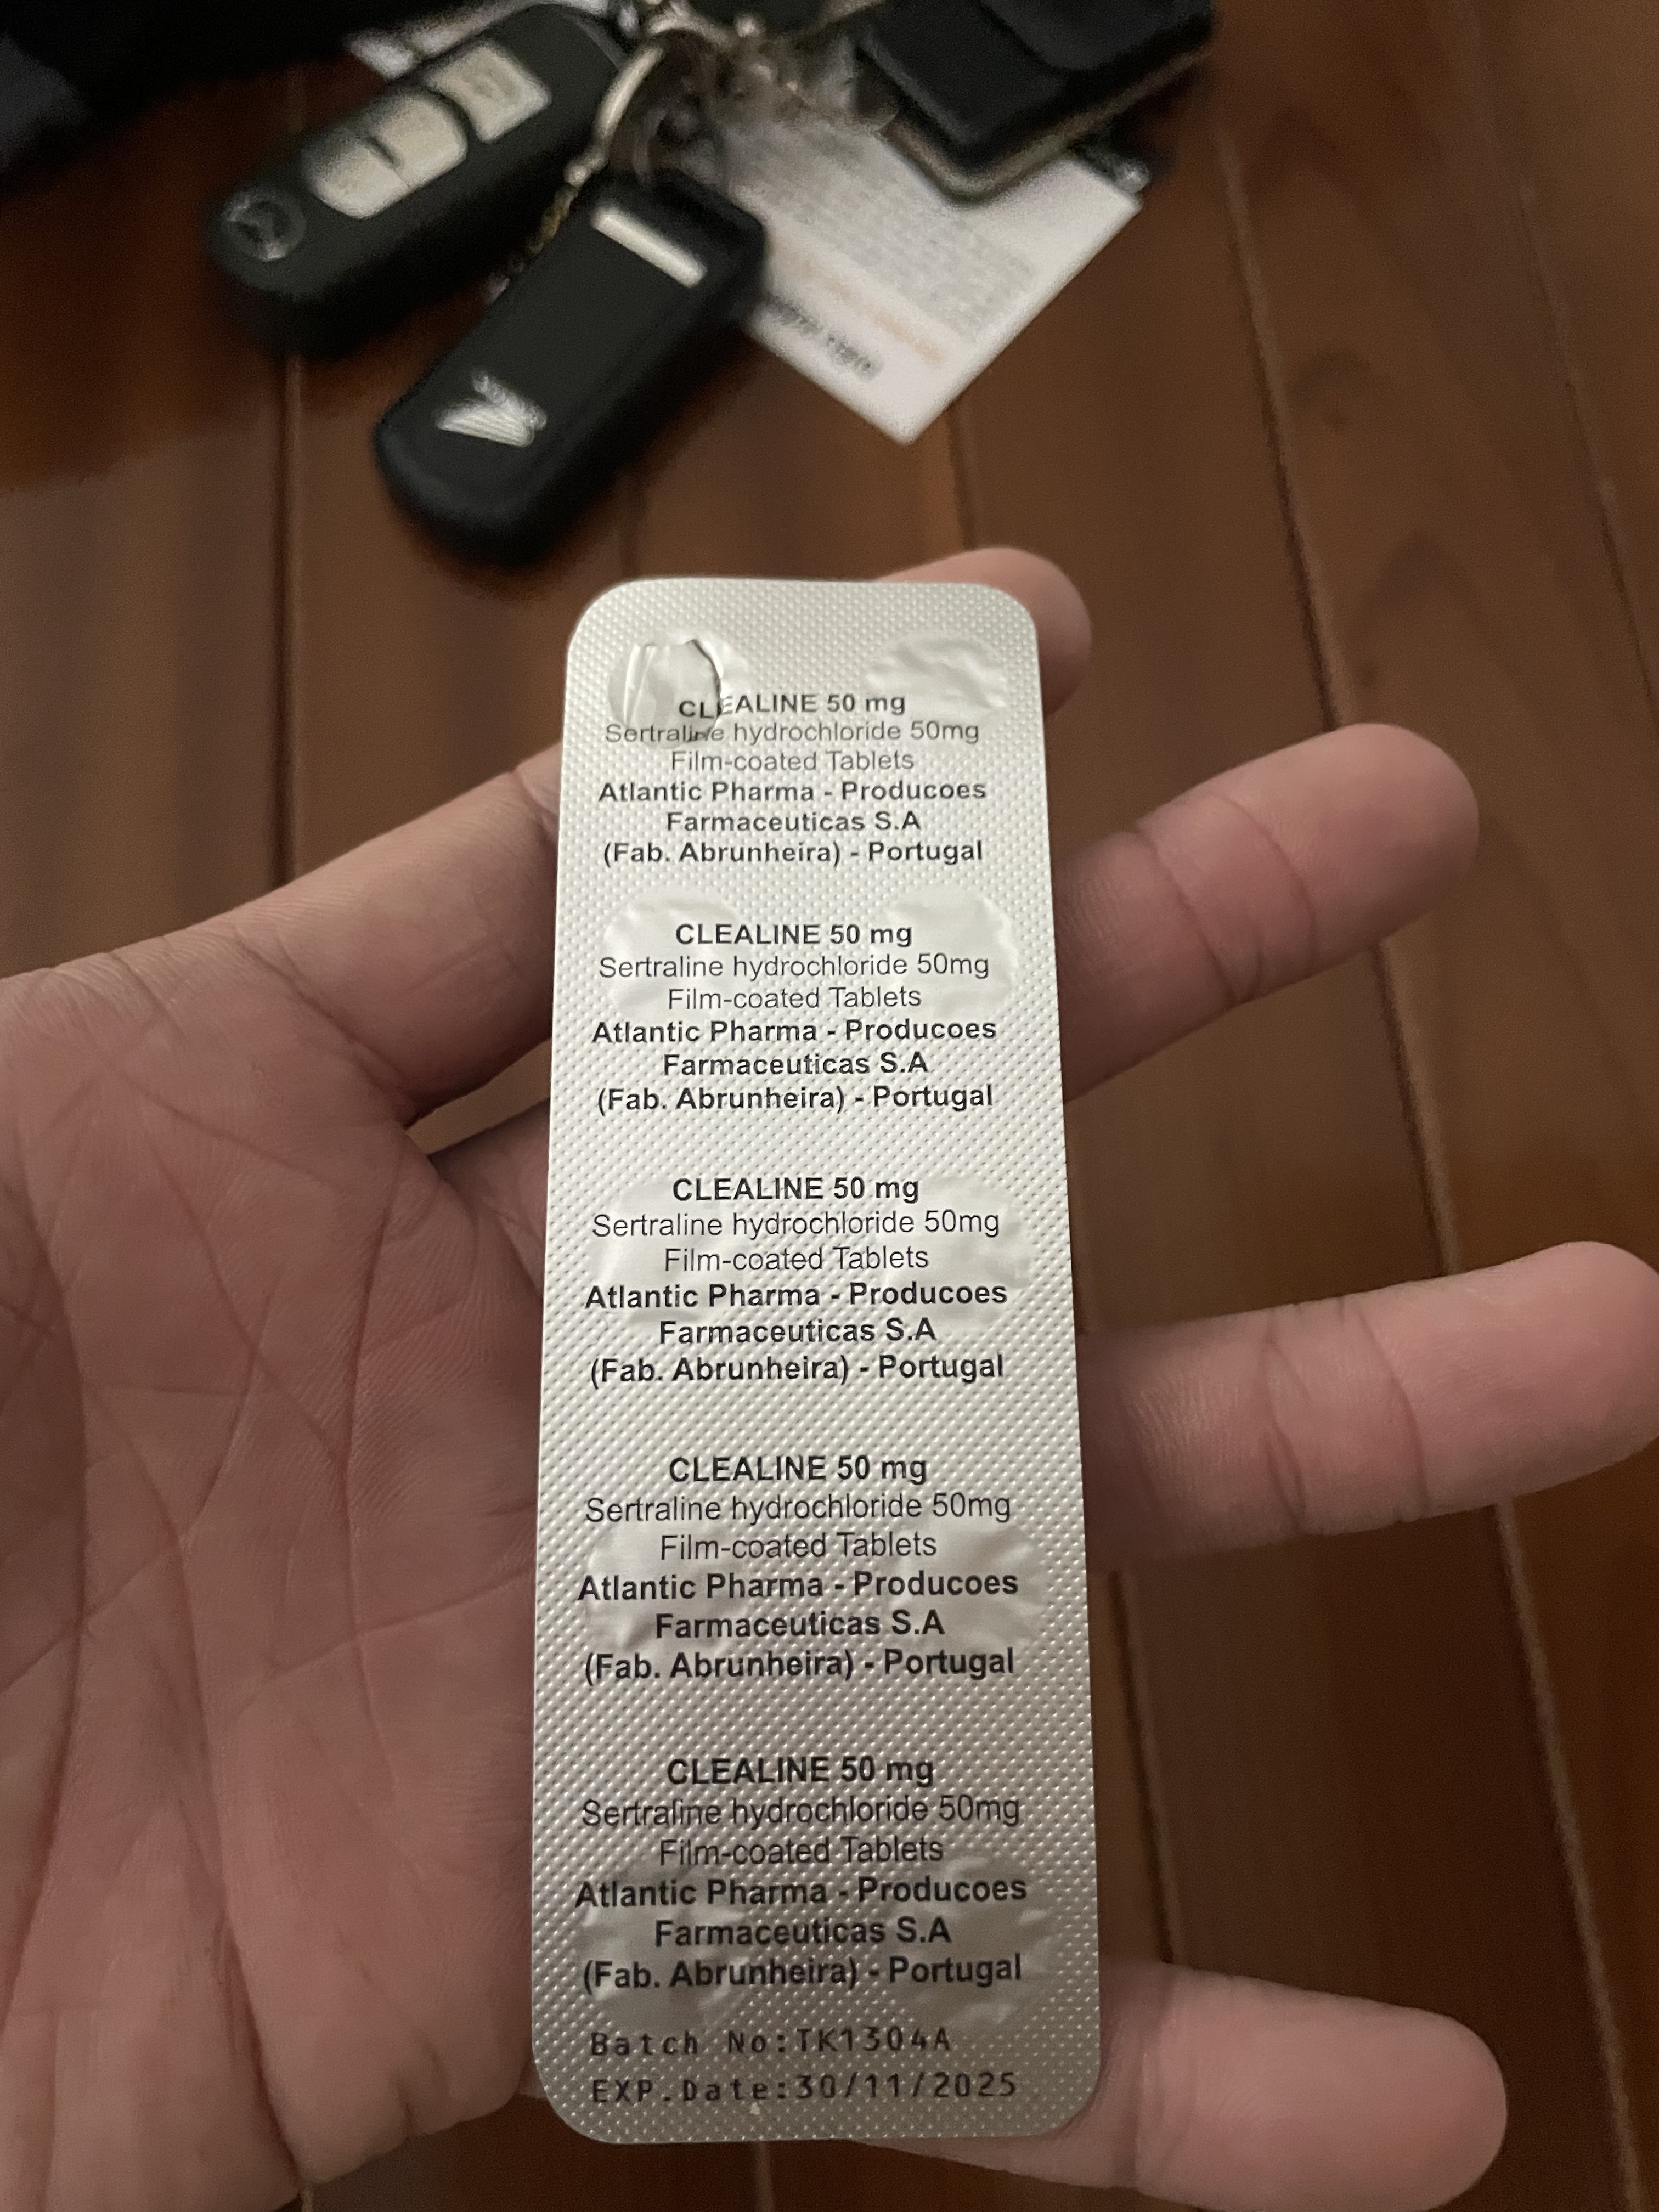 CLEALINE 50 mg
Sertraline hydrochloride 50mg
Film-coated Tablets
Atlantic Pharma - Producoes
Farmaceuticas S.A
(Fab. Abrunheira) - Portugal
CLEALINE 50 mg
Sertraline hydrochloride 50mg
Film-coated Tablets
Atlantic Pharma - Producoes
Farmaceuticas S.A
(Fab. Abrunheira) - Portugal
CLEALINE 50 mg
Sertraline hydrochloride 50mg
Film-coated Tablets
Atlantic Pharma - Producoes
Farmaceuticas S.A
(Fab. Abrunheira) - Portugal
CLEALINE 50 mg
Sertraline hydrochloride 50mg
Film-coated Tablets
Atlantic Pharma - Producoes
Farmaceuticas S.A
(Fab. Abrunheira) - Portugal
CLEALINE 50 mg
Sertraline hydrochloride 50mg
Film-coated Tablets
Atlantic Pharma - Producoes
Farmaceuticas S.A
(Fab. Abrunheira) - Portugal
Batch No:TK1304A
EXP.Date:30/11/2025